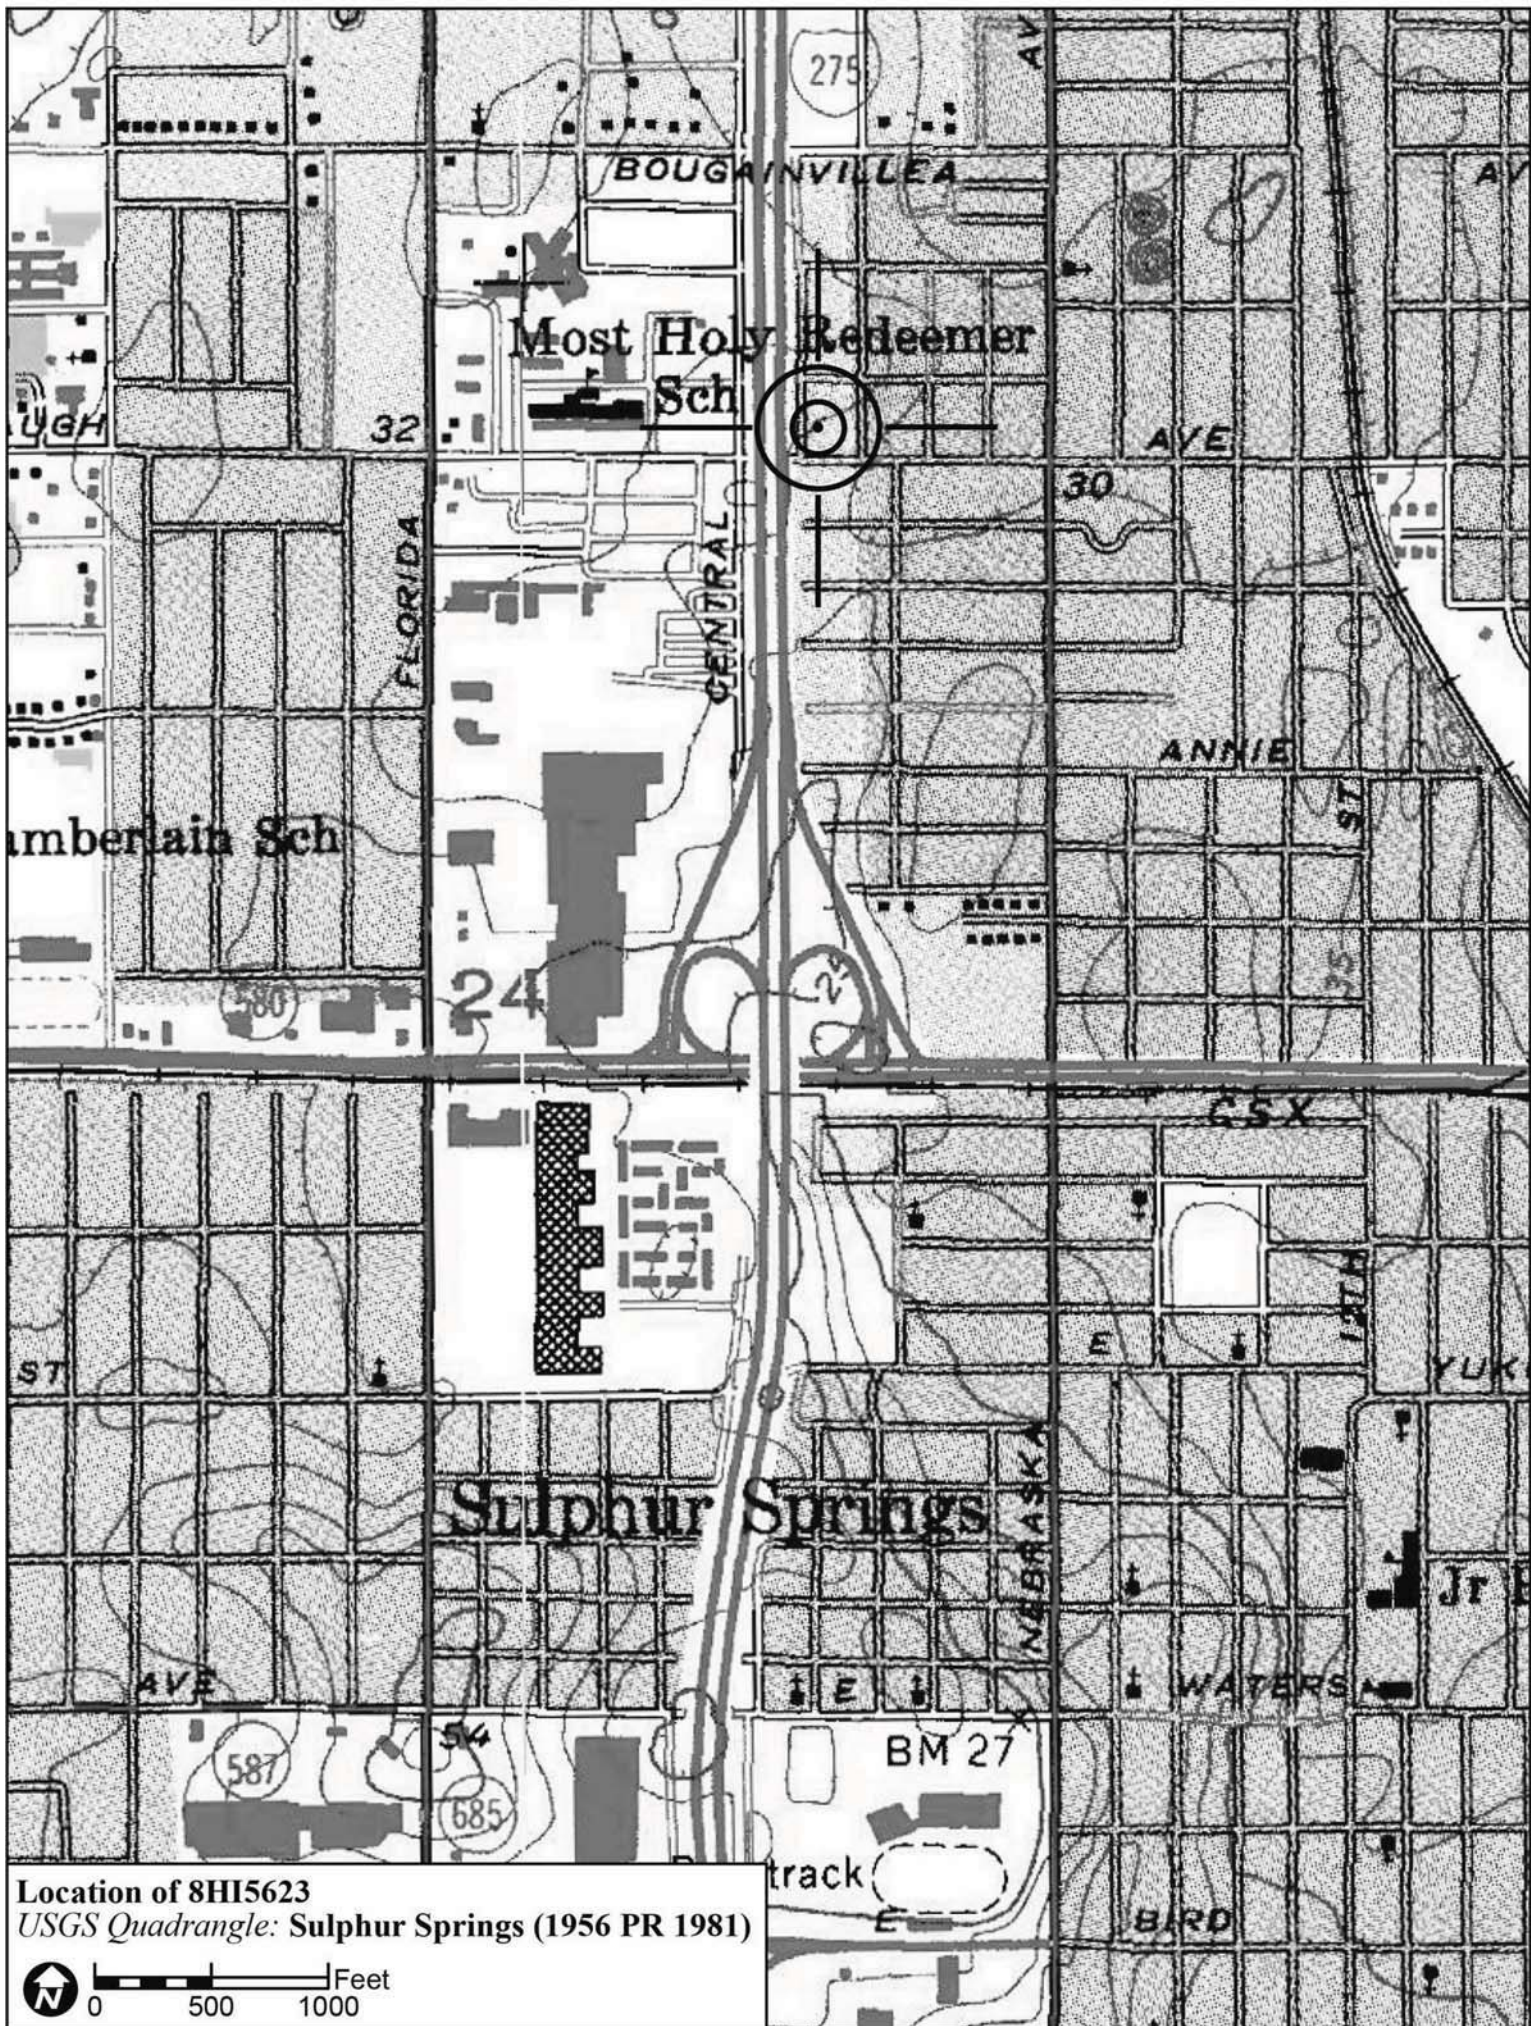 AV
275
BOUGAINVILLEA
AV
Most Holy Redeemer
Sch
UGH
32
AVE
30
FLORIDA
CENTRAL
ANNIE
ST
amberlain Sch
24
25
35
580
CSX
12TH
E
ST
YUK
Sulphur Springs
NEBRASKA
Jr H
AVE
E
WATERS
54
BM 27
587
685
track
E
BIRD
Location of 8HI5623
USGS Quadrangle: Sulphur Springs (1956 PR 1981)
N
Feet
0 500 1000